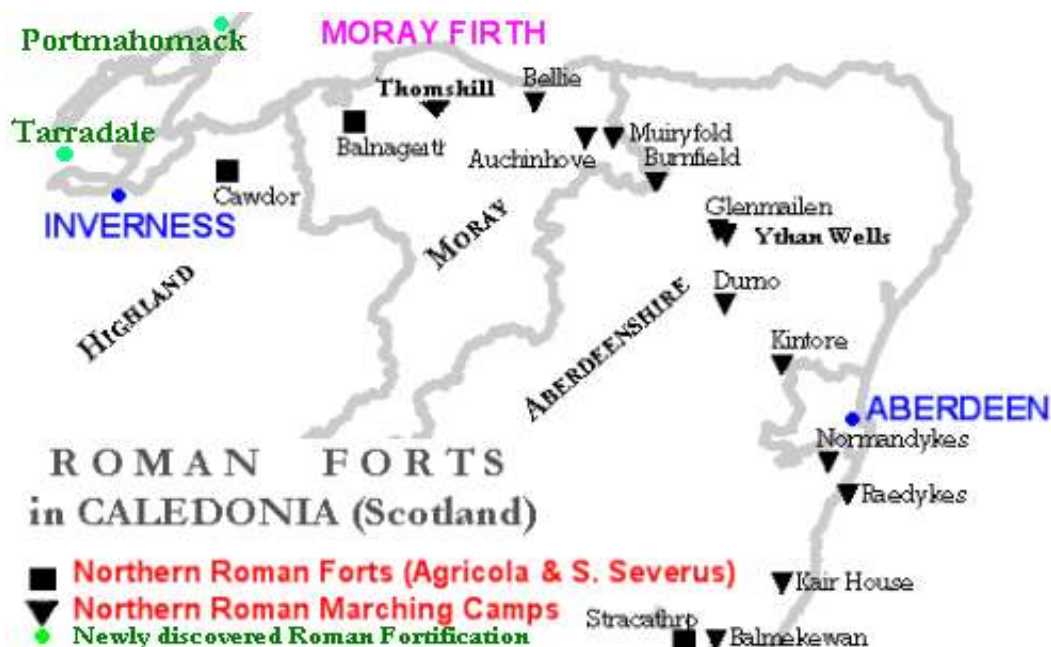 Portmahomack
MORAY FIRTH
Thomshill
Bellie
Tarradale
Balnageitt
Auchinhove
Muiryfold
Burnfield
Cawdor
INVERNESS
MORAY
Glenmailen
Ythan Wells
HIGHLAND
Durno
ABERDEENSHIRE
Kintore
ABERDEEN
Normandykes
ROMAN FORTS
in CALEDONIA (Scotland)
Raedykes
Northern Roman Forts (Agricola & S. Severus)
Kair House
Northern Roman Marching Camps
Stracathro
Newly discovered Roman Fortification
Balmekewan